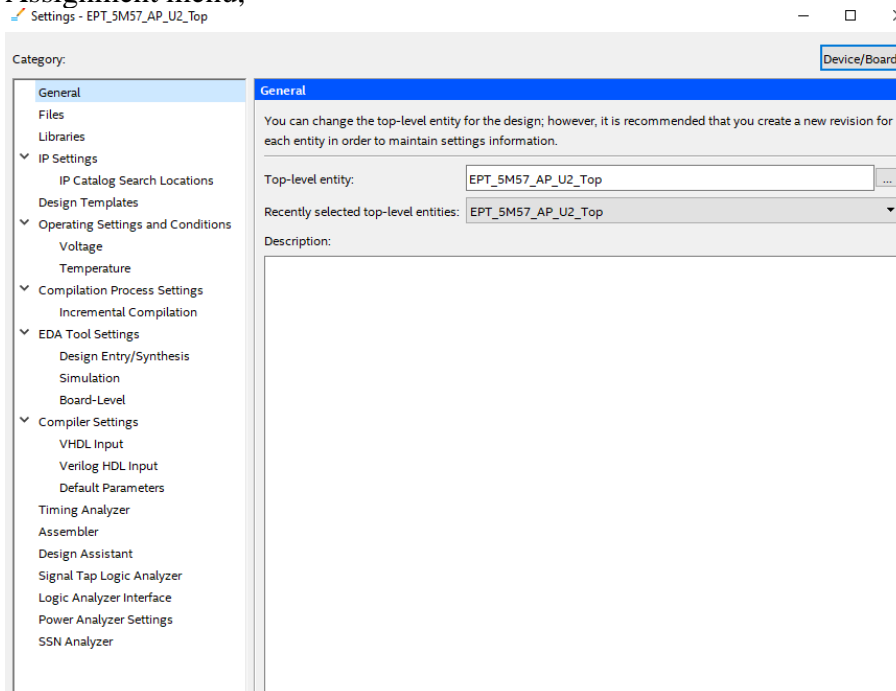 Assignment menu,
Settings - EPT_5M57_AP_U2_Top
Category:
Device/Board
General
Files
Libraries
IP Settings
IP Catalog Search Locations
Design Templates
Operating Settings and Conditions
Voltage
Temperature
Compilation Process Settings
Incremental Compilation
EDA Tool Settings
Design Entry/Synthesis
Simulation
Board-Level
Compiler Settings
VHDL Input
Verilog HDL Input
Default Parameters
Timing Analyzer
Assembler
Design Assistant
Signal Tap Logic Analyzer
Logic Analyzer Interface
Power Analyzer Settings
SSN Analyzer
General
You can change the top-level entity for the design; however, it is recommended that you create a new revision for
each entity in order to maintain settings information.
Top-level entity: EPT_5M57_AP_U2_Top ...
Recently selected top-level entities: EPT_5M57_AP_U2_Top
Description: